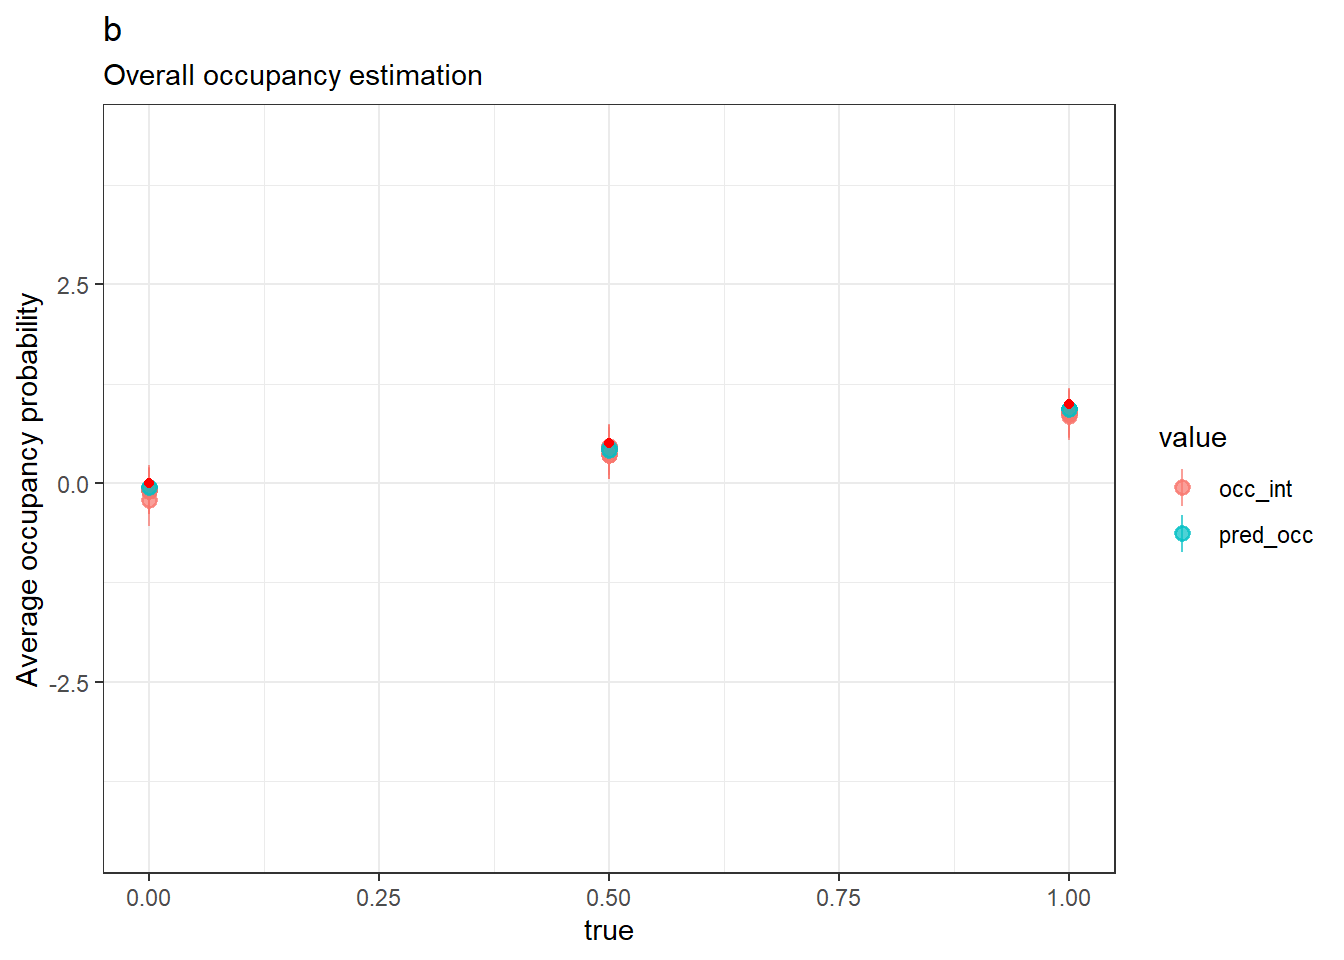 b
Overall occupancy estimation
Average occupancy probability
2.5
0.0
-2.5
0.00
0.25
0.50
0.75
1.00
true
value
occ_int
pred_occ